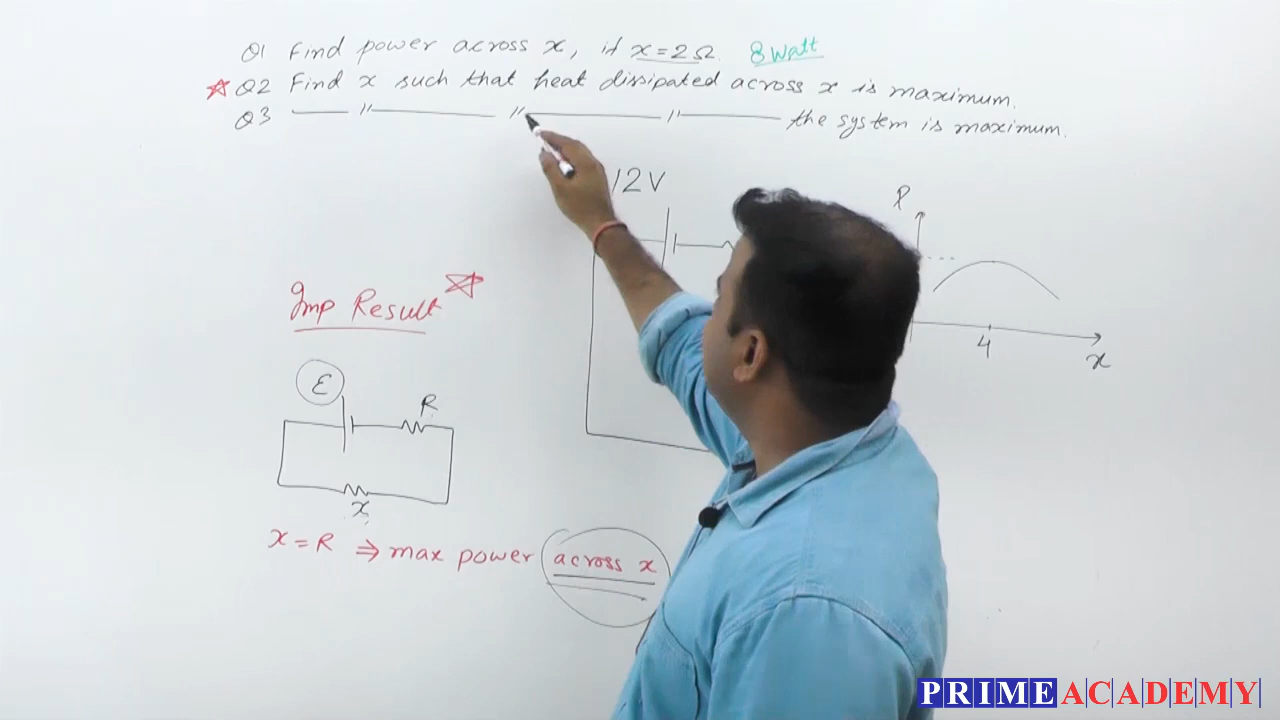 Q1 Find power across x, if x=2Ω. 8 Watt
Q2 Find x such that heat dissipated across x is maximum.
Q3 —〃—〃—〃— the system is maximum.
12V
P
4
x
Imp Result
ε
R
x
x=R ⇒ max power across x
PRIME ACADEMY